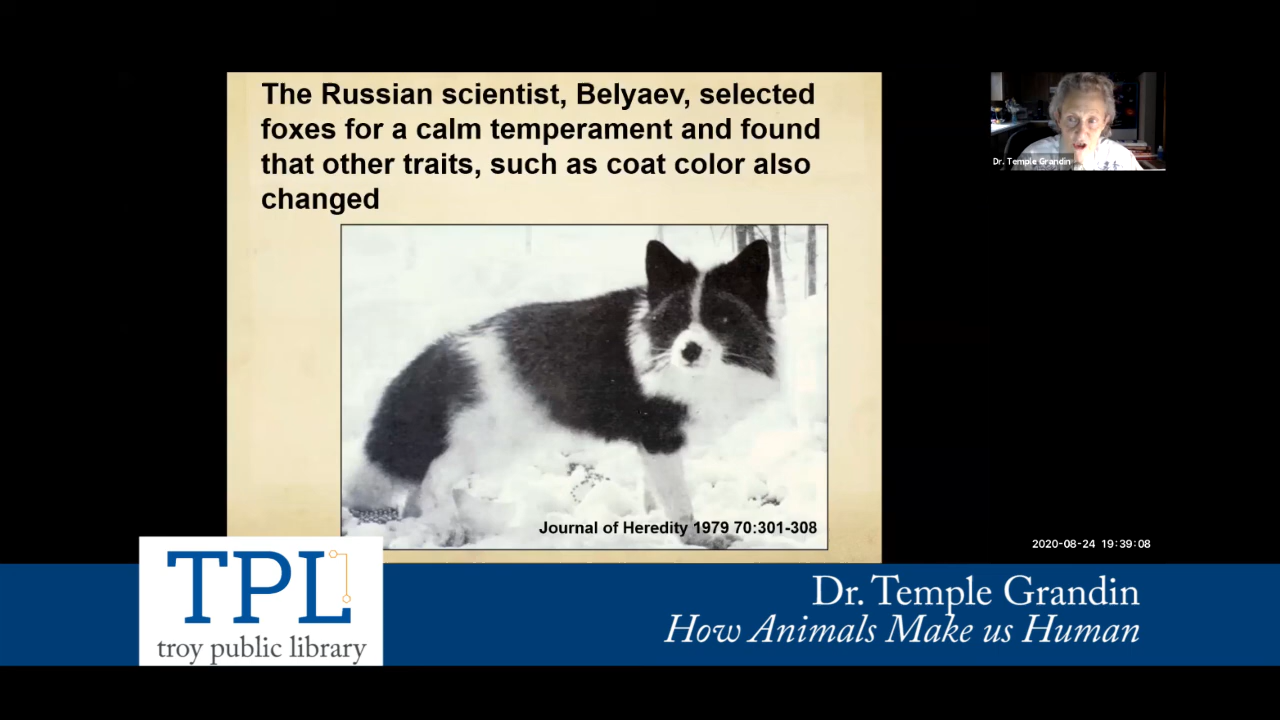 The Russian scientist, Belyaev, selected
foxes for a calm temperament and found
that other traits, such as coat color also
changed
Journal of Heredity 1979 70:301-308
Dr. Temple Grandin
2020-08-24 19:39:08
TPL
troy public library
Dr. Temple Grandin
How Animals Make us Human